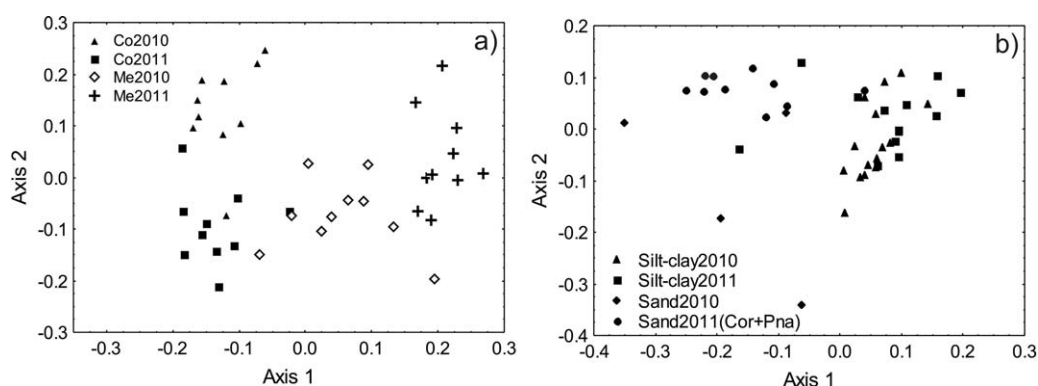 a)
Co2010
Co2011
Me2010
Me2011
Axis 2
0.3
0.2
0.1
0.0
-0.1
-0.2
-0.3
-0.3 -0.2 -0.1 0.0 0.1 0.2 0.3
Axis 1
b)
Silt-clay2010
Silt-clay2011
Sand2010
Sand2011(Cor+Pna)
Axis 2
0.2
0.1
0.0
-0.1
-0.2
-0.3
-0.4
-0.4 -0.3 -0.2 -0.1 0.0 0.1 0.2 0.3
Axis 1